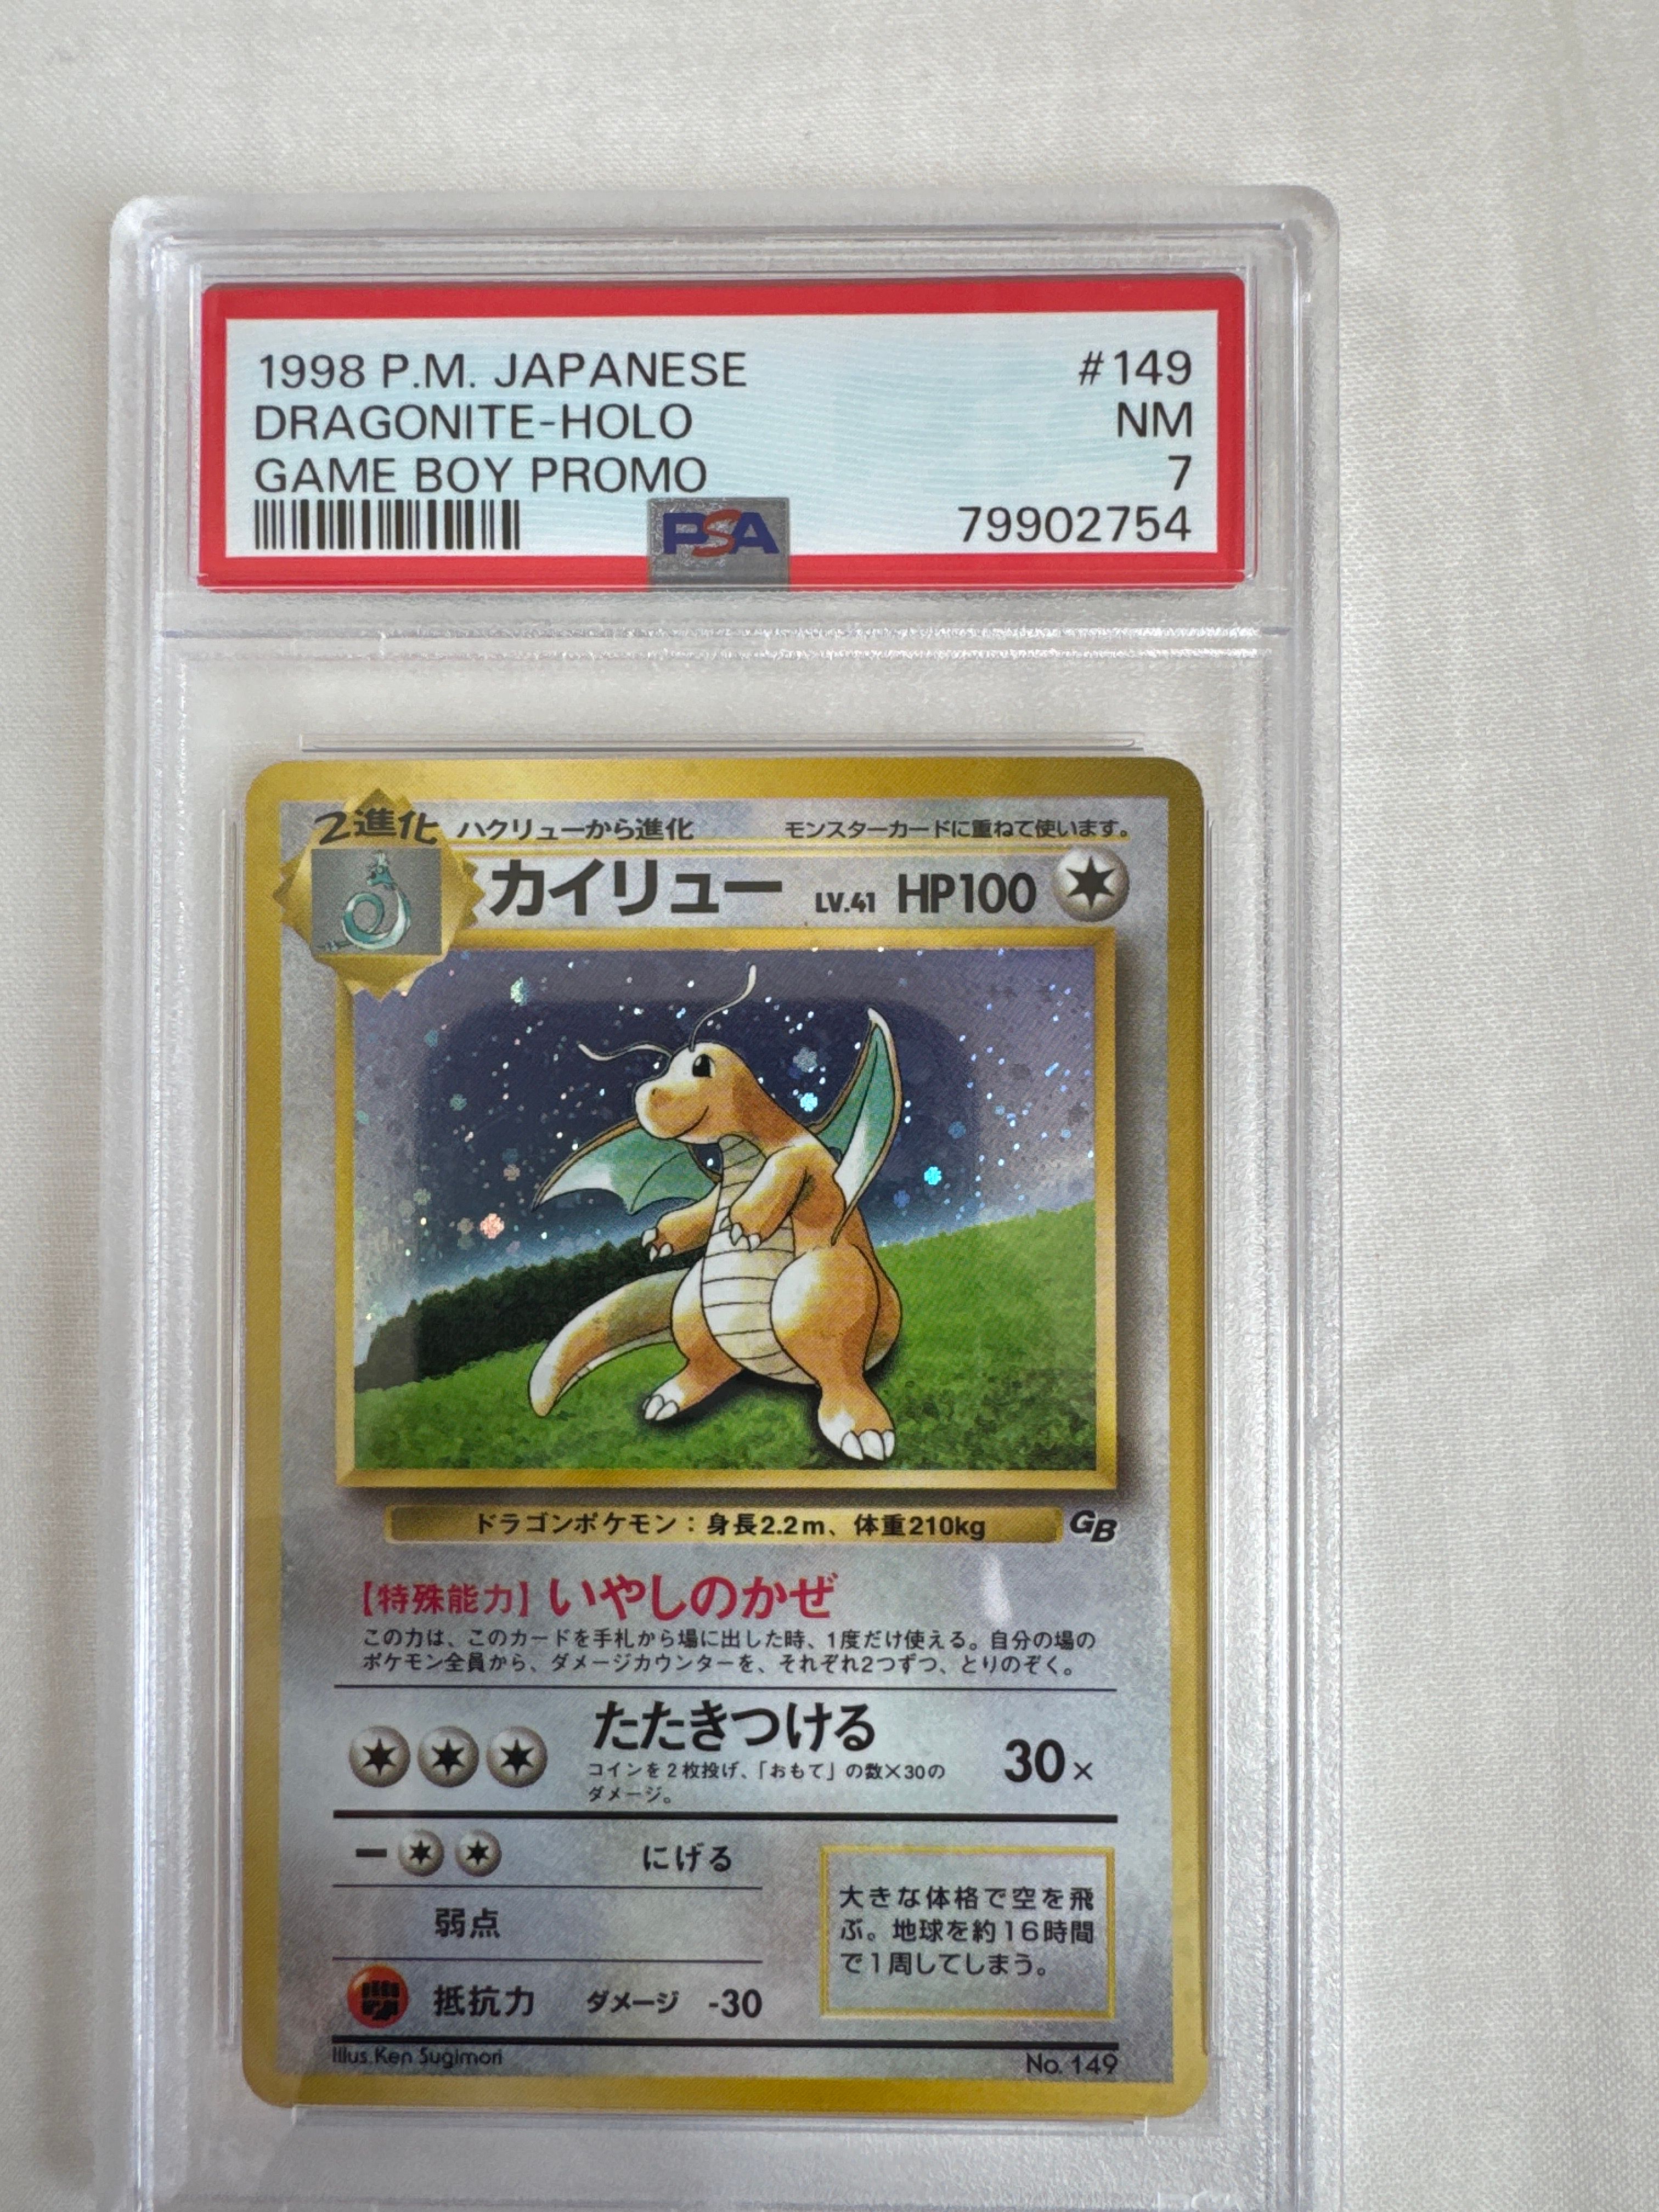 1998 P.M. JAPANESE #149
DRAGONITE-HOLO NM
GAME BOY PROMO 7
PSA 79902754
2進化 ハクリューから進化 モンスターカードに重ねて使います。
カイリュー LV.41 HP100
ドラゴンポケモン:身長2.2m、体重210kg GB
【特殊能力】いやしのかぜ
この力は、このカードを手札から場に出した時、1度だけ使える。自分の場の
ポケモン全員から、ダメージカウンターを、それぞれ2つずつ、とりのぞく。
たたきつける 30×
コインを2枚投げ、「おもて」の数×30の
ダメージ。
ー にげる
弱点
抵抗力 ダメージ -30
大きな体格で空を飛
ぶ。地球を約16時間
で1周してしまう。
Illus. Ken Sugimori No. 149